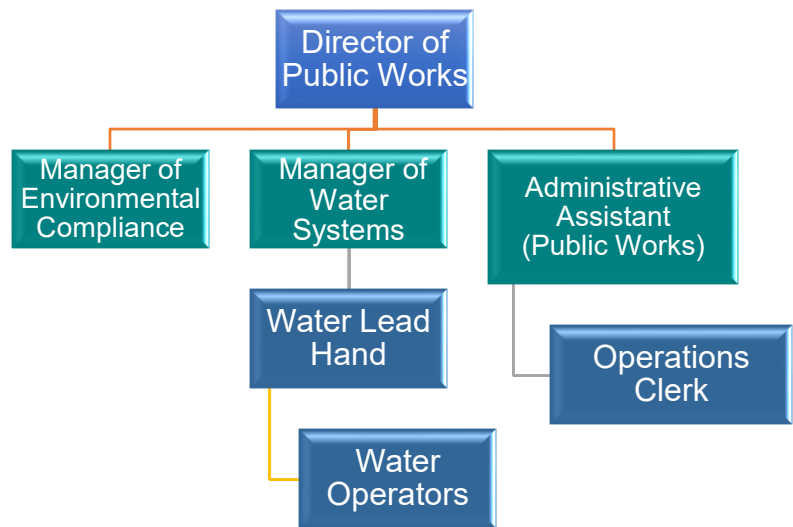 Director of
Public Works
Manager of
Environmental
Compliance
Manager of
Water
Systems
Administrative
Assistant
(Public Works)
Water Lead
Hand
Operations
Clerk
Water
Operators